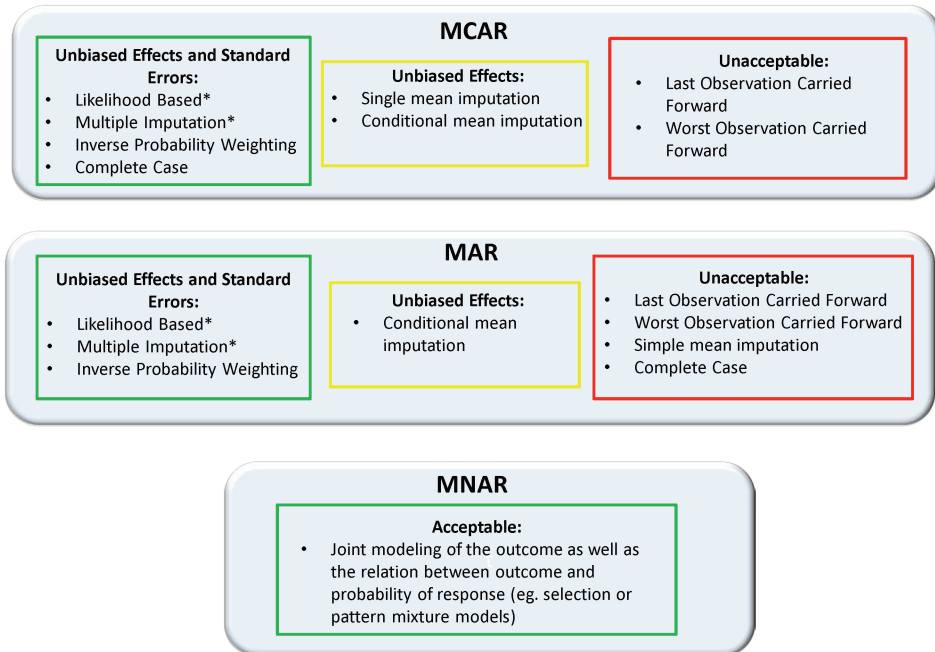 MCAR
Unbiased Effects and Standard
Errors:
• Likelihood Based*
• Multiple Imputation*
• Inverse Probability Weighting
• Complete Case
Unbiased Effects:
• Single mean imputation
• Conditional mean imputation
Unacceptable:
• Last Observation Carried
Forward
• Worst Observation Carried
Forward
MAR
Unbiased Effects and Standard
Errors:
• Likelihood Based*
• Multiple Imputation*
• Inverse Probability Weighting
Unbiased Effects:
• Conditional mean
imputation
Unacceptable:
• Last Observation Carried Forward
• Worst Observation Carried Forward
• Simple mean imputation
• Complete Case
MNAR
Acceptable:
• Joint modeling of the outcome as well as
the relation between outcome and
probability of response (eg. selection or
pattern mixture models)